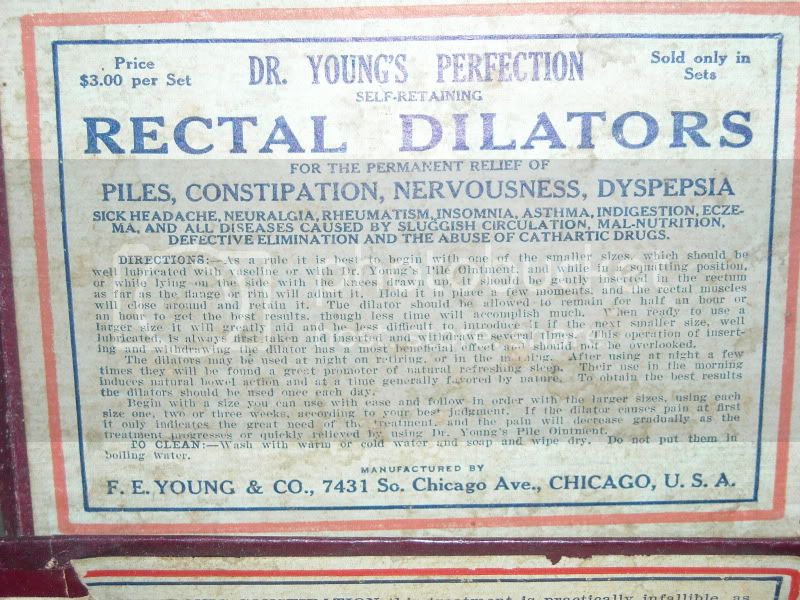 Price
$3.00 per Set
DR. YOUNG'S PERFECTION
Sold only in
Sets
SELF-RETAINING
RECTAL DILATORS
FOR THE PERMANENT RELIEF OF
PILES, CONSTIPATION, NERVOUSNESS, DYSPEPSIA
SICK HEADACHE, NEURALGIA, RHEUMATISM, INSOMNIA, ASTHMA, INDIGESTION, ECZE-
MA, AND ALL DISEASES CAUSED BY SLUGGISH CIRCULATION, MAL-NUTRITION,
DEFECTIVE ELIMINATION AND THE ABUSE OF CATHARTIC DRUGS.
DIRECTIONS:—As a rule it is best to begin with one of the smaller sizes, which should be
well lubricated with vaseline or with Dr. Young's Pile Ointment, and while in a squatting position,
or while lying on the side with the knees drawn up, it should be gently inserted in the rectum
as far as the flange or rim will admit it. Hold it in place a few moments and the rectal muscles
will close around and retain it. The dilator should be allowed to remain for half an hour or
an hour to get the best results, though less time will accomplish much. When ready to use a
larger size it will greatly aid and be less difficult to introduce it if the next smaller size, well
lubricated, is always first taken and inserted and withdrawn several times. This operation of insert-
ing and withdrawing the dilator has a most beneficial effect and should not be overlooked.
The dilators may be used at night on retiring, or in the morning. After using at night a few
times they will be found a great promoter of natural refreshing sleep. Their use in the morning
induces natural bowel action and at a time generally favored by nature. To obtain the best results
the dilators should be used once each day.
Begin with a size you can use with ease and follow in order with the larger sizes, using each
size one, two or three weeks, according to your best judgment. If the dilator causes pain at first
it only indicates the great need of the treatment, and the pain will decrease gradually as the
treatment progresses or quickly relieved by using Dr. Young's Pile Ointment.
TO CLEAN:—Wash with warm or cold water and soap and wipe dry. Do not put them in
boiling water.
MANUFACTURED BY
F. E. YOUNG & CO., 7431 So. Chicago Ave., CHICAGO, U. S. A.
this treatment is practically infallible, as